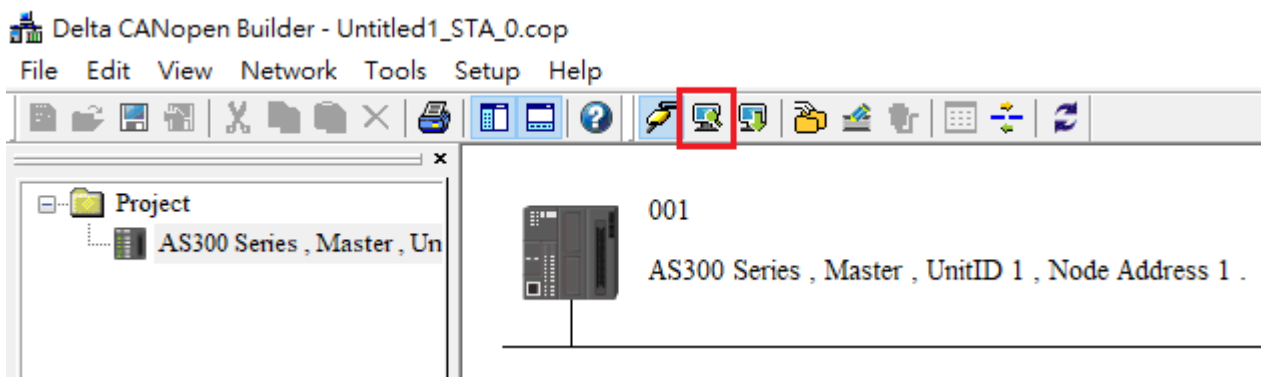 Delta CANopen Builder - Untitled1_STA_0.cop
File Edit View Network Tools Setup Help
Project
AS300 Series , Master , Un
001
AS300 Series , Master , UnitID 1 , Node Address 1 .